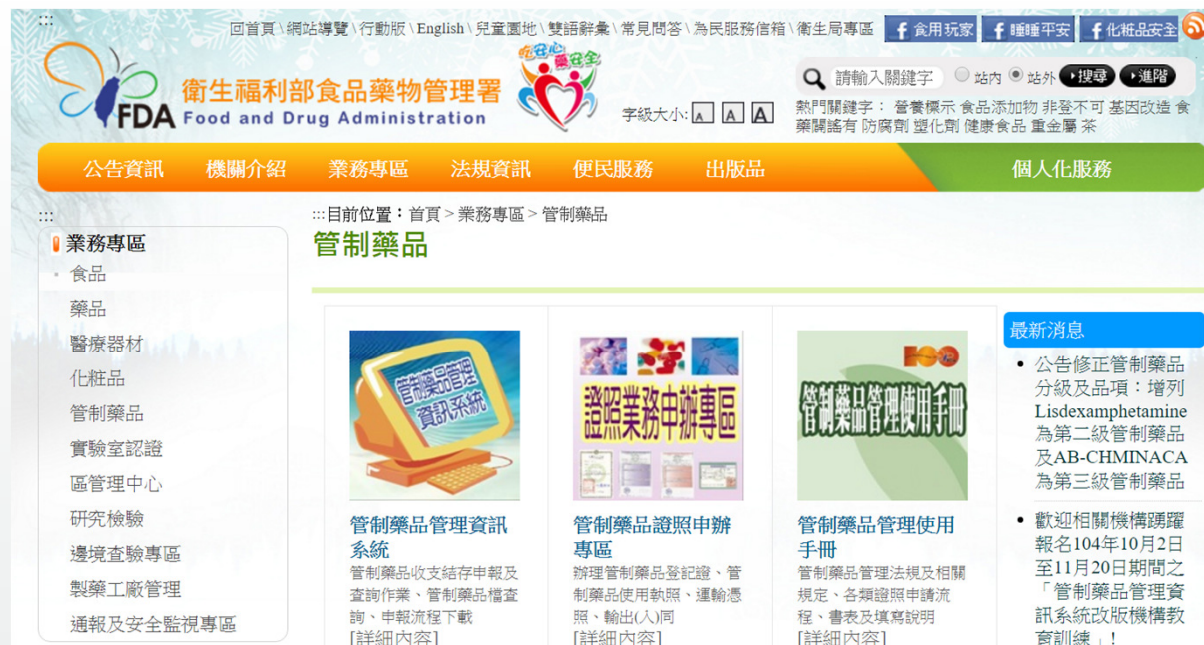 :::
回首頁\網站導覽\行動版\English\兒童園地\雙語辭彙\常見問答\為民服務信箱\衛生局專區
f 食用玩家
f 睡睡平安
f 化粧品安全
FDA
衛生福利部食品藥物管理署
Food and Drug Administration
吃安心 藥安全
字級大小: A A A
請輸入關鍵字 站內 站外 搜尋 進階
熱門關鍵字： 營養標示 食品添加物 非登不可 基因改造 食
藥闢謠有 防腐劑 塑化劑 健康食品 重金屬 茶
公告資訊 機關介紹 業務專區 法規資訊 便民服務 出版品 個人化服務
:::
業務專區
食品
藥品
醫療器材
化粧品
管制藥品
實驗室認證
區管理中心
研究檢驗
邊境查驗專區
製藥工廠管理
通報及安全監視專區
:::目前位置：首頁>業務專區>管制藥品
管制藥品
管制藥品管理
資訊系統
管制藥品管理資訊
系統
管制藥品收支結存申報及
查詢作業、管制藥品檔查
詢、申報流程下載
[詳細內容]
證照業務申辦專區
管制藥品證照申辦
專區
辦理管制藥品登記證、管
制藥品使用執照、運輸憑
照、輸出(入)同
[詳細內容]
100
管制藥品管理使用手冊
管制藥品管理使用
手冊
管制藥品管理法規及相關
規定、各類證照申請流
程、書表及填寫說明
[詳細內容]
最新消息
公告修正管制藥品
分級及品項：增列
Lisdexamphetamine
為第二級管制藥品
及AB-CHMINACA
為第三級管制藥品
歡迎相關機構踴躍
報名104年10月2日
至11月20日期間之
「管制藥品管理資
訊系統改版機構教
育訓練」!